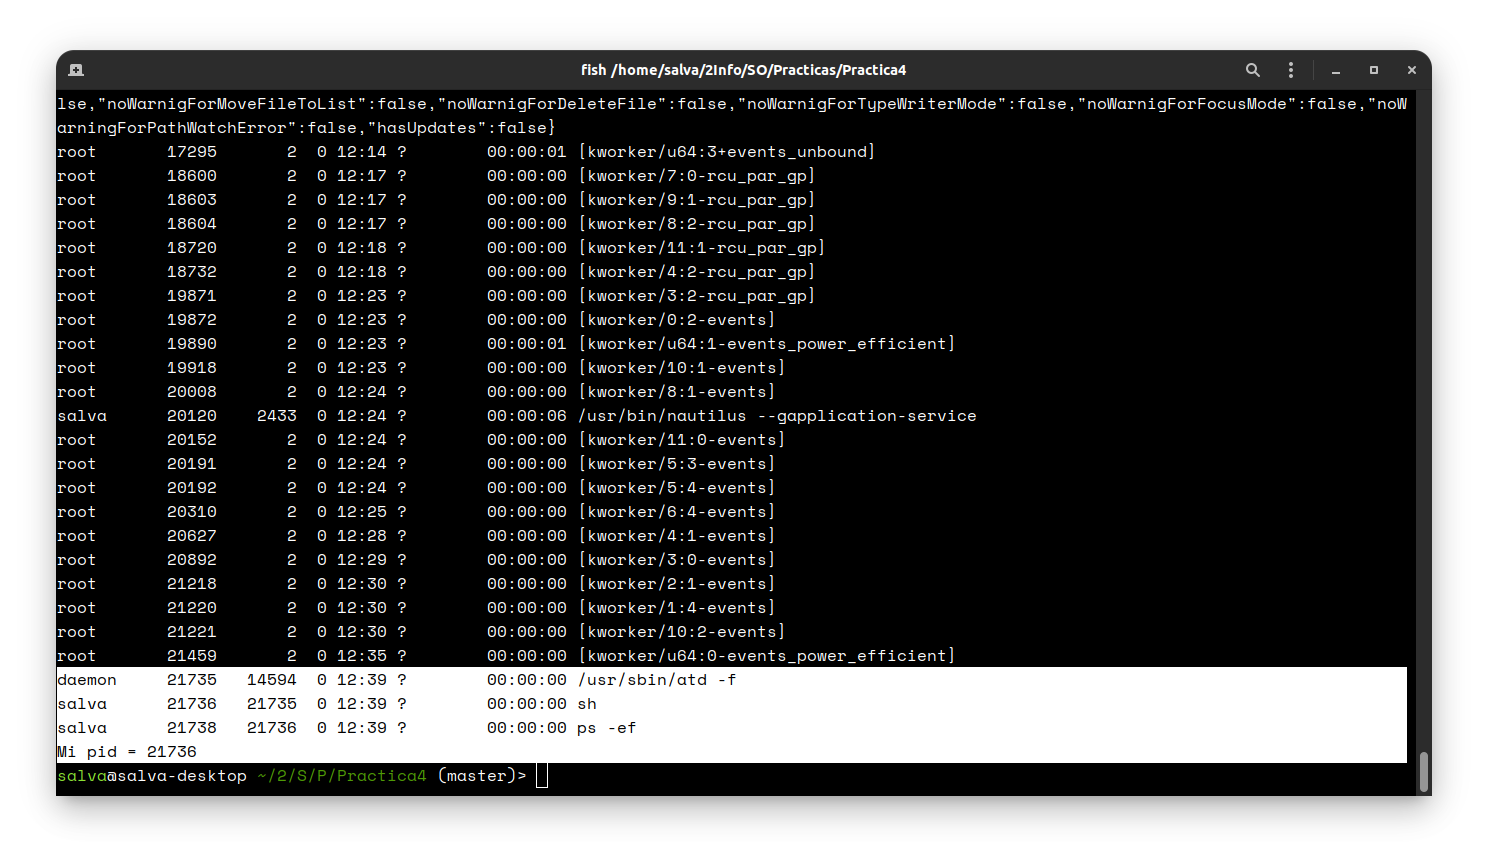 fish /home/salva/2Info/SO/Practicas/Practica4
lse,"noWarnigForMoveFileToList":false,"noWarnigForDeleteFile":false,"noWarnigForTypeWriterMode":false,"noWarnigForFocusMode":false,"noW
arningForPathWatchError":false,"hasUpdates":false}
root       17295       2  0 12:14 ?        00:00:01 [kworker/u64:3+events_unbound]
root       18600       2  0 12:17 ?        00:00:00 [kworker/7:0-rcu_par_gp]
root       18603       2  0 12:17 ?        00:00:00 [kworker/9:1-rcu_par_gp]
root       18604       2  0 12:17 ?        00:00:00 [kworker/8:2-rcu_par_gp]
root       18720       2  0 12:18 ?        00:00:00 [kworker/11:1-rcu_par_gp]
root       18732       2  0 12:18 ?        00:00:00 [kworker/4:2-rcu_par_gp]
root       19871       2  0 12:23 ?        00:00:00 [kworker/3:2-rcu_par_gp]
root       19872       2  0 12:23 ?        00:00:00 [kworker/0:2-events]
root       19890       2  0 12:23 ?        00:00:01 [kworker/u64:1-events_power_efficient]
root       19918       2  0 12:23 ?        00:00:00 [kworker/10:1-events]
root       20008       2  0 12:24 ?        00:00:00 [kworker/8:1-events]
salva      20120    2433  0 12:24 ?        00:00:06 /usr/bin/nautilus --gapplication-service
root       20152       2  0 12:24 ?        00:00:00 [kworker/11:0-events]
root       20191       2  0 12:24 ?        00:00:00 [kworker/5:3-events]
root       20192       2  0 12:24 ?        00:00:00 [kworker/5:4-events]
root       20310       2  0 12:25 ?        00:00:00 [kworker/6:4-events]
root       20627       2  0 12:28 ?        00:00:00 [kworker/4:1-events]
root       20892       2  0 12:29 ?        00:00:00 [kworker/3:0-events]
root       21218       2  0 12:30 ?        00:00:00 [kworker/2:1-events]
root       21220       2  0 12:30 ?        00:00:00 [kworker/1:4-events]
root       21221       2  0 12:30 ?        00:00:00 [kworker/10:2-events]
root       21459       2  0 12:35 ?        00:00:00 [kworker/u64:0-events_power_efficient]
daemon     21735   14594  0 12:39 ?        00:00:00 /usr/sbin/atd -f
salva      21736   21735  0 12:39 ?        00:00:00 sh
salva      21738   21736  0 12:39 ?        00:00:00 ps -ef
Mi pid = 21736
salva@salva-desktop ~/2/S/P/Practica4 (master)>